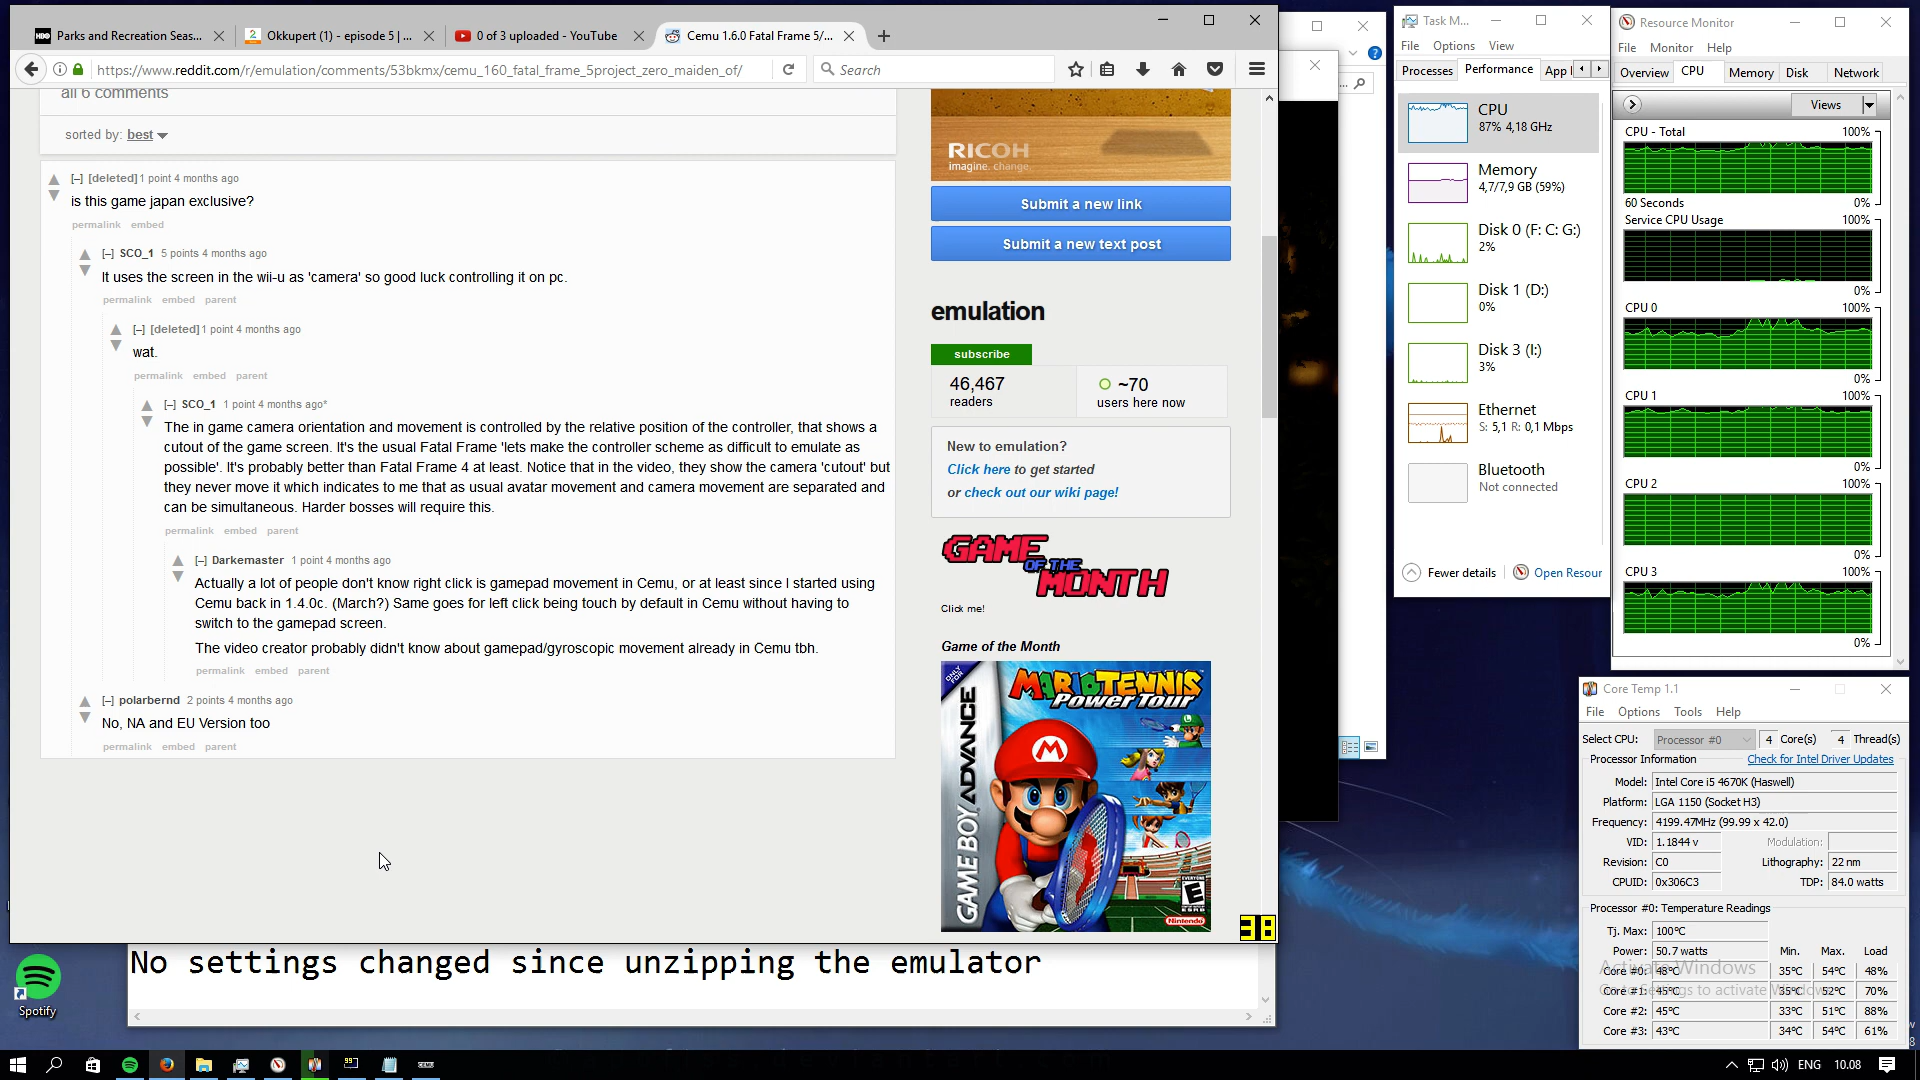 Parks and Recreation Seas...
Okkupert (1) - episode 5 | ...
0 of 3 uploaded - YouTube
Cemu 1.6.0 Fatal Frame 5/...
https://www.reddit.com/r/emulation/comments/53bkmx/cemu_160_fatal_frame_5project_zero_maiden_of/
Search
all 6 comments
sorted by: best
[–] [deleted] 1 point 4 months ago
is this game japan exclusive?
permalink embed
[–] SCO_1 5 points 4 months ago
It uses the screen in the wii-u as 'camera' so good luck controlling it on pc.
permalink embed parent
[–] [deleted] 1 point 4 months ago
wat.
permalink embed parent
[–] SCO_1 1 point 4 months ago*
The in game camera orientation and movement is controlled by the relative position of the controller, that shows a
cutout of the game screen. It's the usual Fatal Frame 'lets make the controller scheme as difficult to emulate as
possible'. It's probably better than Fatal Frame 4 at least. Notice that in the video, they show the camera 'cutout' but
they never move it which indicates to me that as usual avatar movement and camera movement are separated and
can be simultaneous. Harder bosses will require this.
permalink embed parent
[–] Darkemaster 1 point 4 months ago
Actually a lot of people don't know right click is gamepad movement in Cemu, or at least since I started using
Cemu back in 1.4.0c. (March?) Same goes for left click being touch by default in Cemu without having to
switch to the gamepad screen.
The video creator probably didn't know about gamepad/gyroscopic movement already in Cemu tbh.
permalink embed parent
[–] polarbernd 2 points 4 months ago
No, NA and EU Version too
permalink embed parent
RICOH
imagine. change.
Submit a new link
Submit a new text post
emulation
subscribe
46,467
readers
~70
users here now
New to emulation?
Click here to get started
or check out our wiki page!
GAME
OF THE
MONTH
Click me!
Game of the Month
ONLY FOR
GAME BOY ADVANCE
MARIO TENNIS
Power Tour
EVERYONE
E
Nintendo
38
No settings changed since unzipping the emulator
Spotify
Task M...
File Options View
Processes Performance App
CPU
87% 4,18 GHz
Memory
4,7/7,9 GB (59%)
Disk 0 (F: C: G:)
2%
Disk 1 (D:)
0%
Disk 3 (I:)
3%
Ethernet
S: 5,1 R: 0,1 Mbps
Bluetooth
Not connected
Fewer details
Open Resour
Resource Monitor
File Monitor Help
Overview CPU Memory Disk Network
Views
CPU - Total 100%
60 Seconds 0%
Service CPU Usage 100%
0%
CPU 0 100%
0%
CPU 1 100%
0%
CPU 2 100%
0%
CPU 3 100%
0%
Core Temp 1.1
File Options Tools Help
Select CPU: Processor #0 4 Core(s) 4 Thread(s)
Processor Information Check for Intel Driver Updates
Model: Intel Core i5 4670K (Haswell)
Platform: LGA 1150 (Socket H3)
Frequency: 4199.47MHz (99.99 x 42.0)
VID: 1.1844 v Modulation:
Revision: C0 Lithography: 22 nm
CPUID: 0x306C3 TDP: 84.0 watts
Processor #0: Temperature Readings
Tj. Max: 100°C
Power: 50.7 watts Min. Max. Load
Core #0: 48°C 35°C 54°C 48%
Core #1: 45°C 35°C 52°C 70%
Core #2: 45°C 33°C 51°C 88%
Core #3: 43°C 34°C 54°C 61%
Activate Windows
ENG 10.08